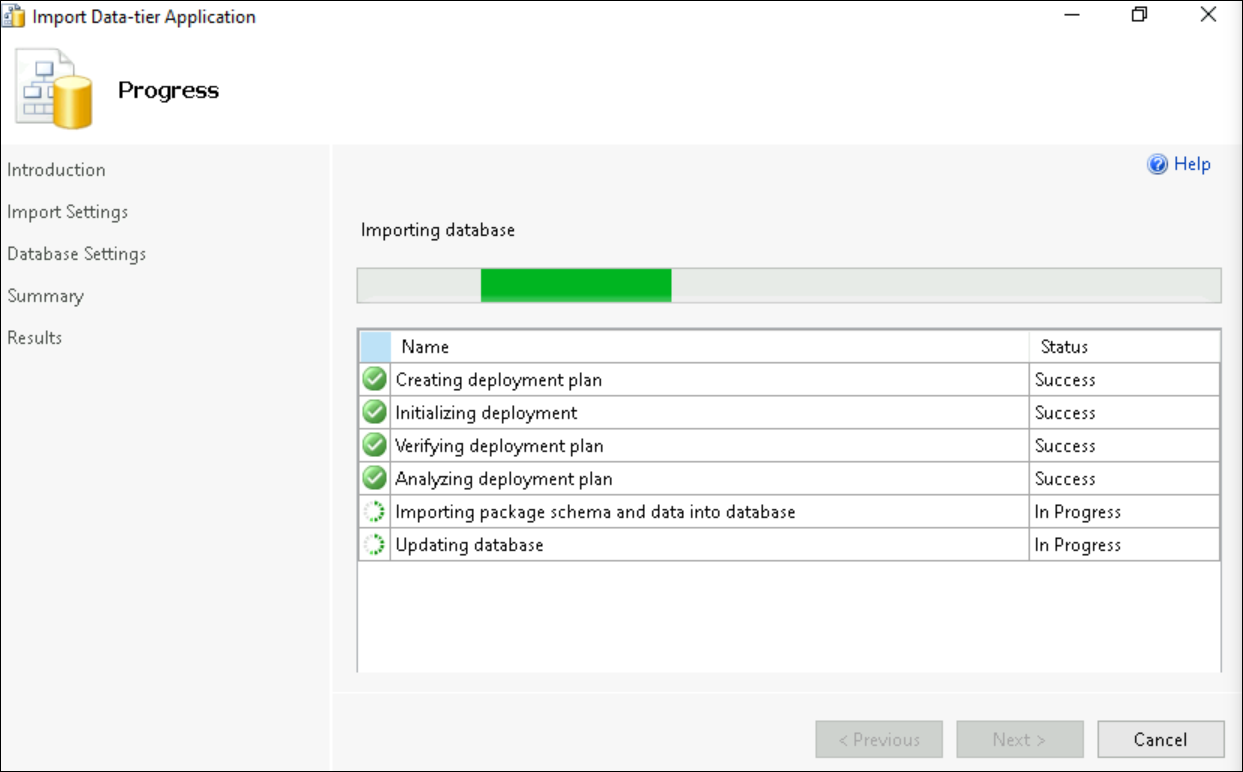 Import Data-tier Application
Progress
Introduction
Import Settings
Database Settings
Summary
Results
Help
Importing database
Name Status
Creating deployment plan Success
Initializing deployment Success
Verifying deployment plan Success
Analyzing deployment plan Success
Importing package schema and data into database In Progress
Updating database In Progress
< Previous Next > Cancel